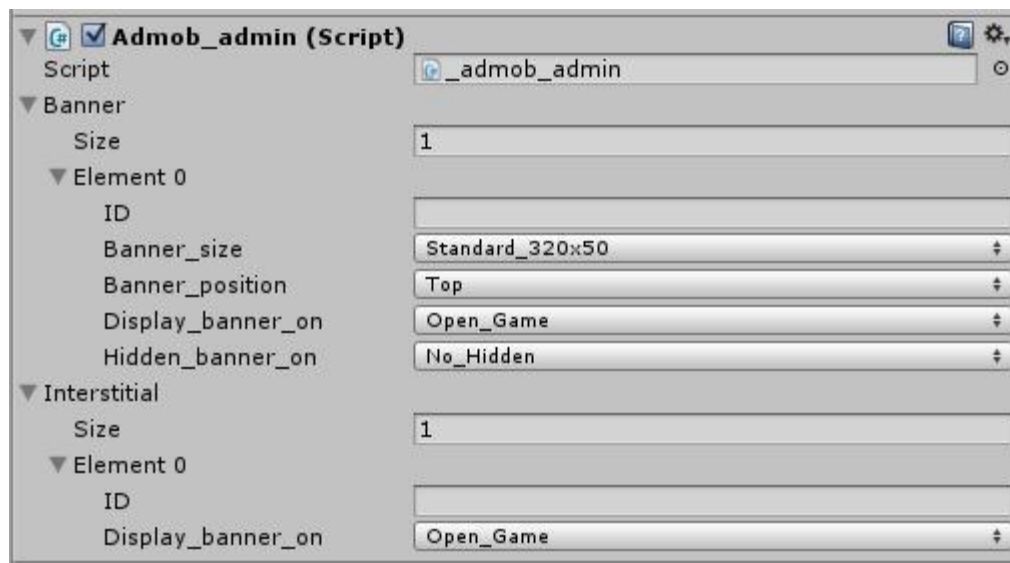 Admob_admin (Script)
Script _admob_admin
Banner
Size 1
Element 0
ID
Banner_size Standard_320x50
Banner_position Top
Display_banner_on Open_Game
Hidden_banner_on No_Hidden
Interstitial
Size 1
Element 0
ID
Display_banner_on Open_Game